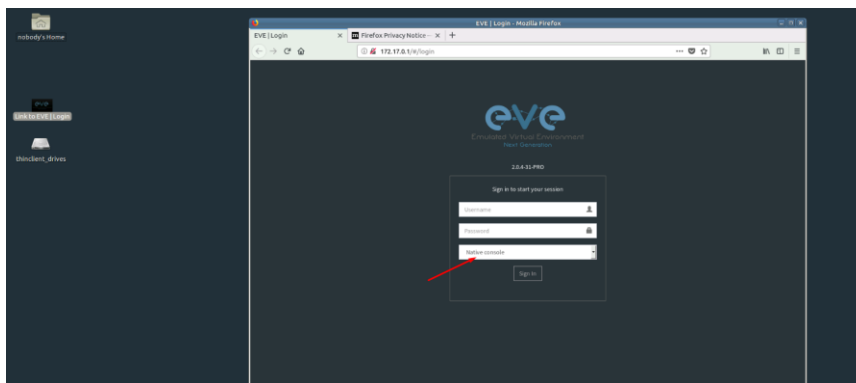 nobody's Home
eve
Link to EVE | Login
thinclient_drives
EVE | Login - Mozilla Firefox
EVE | Login
Firefox Privacy Notice —
172.17.0.1/#/login
eve
Emulated Virtual Environment
Next Generation
2.0.4-31-PRO
Sign in to start your session
Username
Password
Native console
Sign In